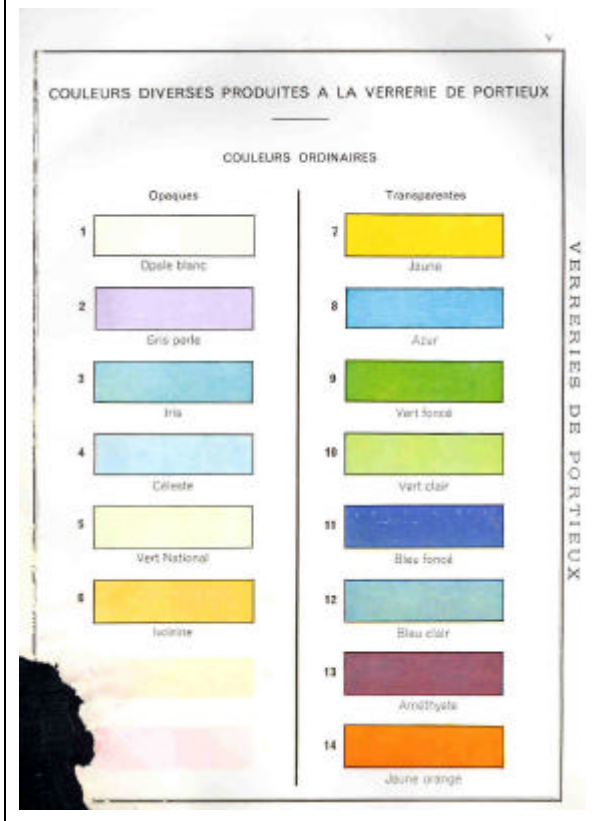 V
COULEURS DIVERSES PRODUITES A LA VERRERIE DE PORTIEUX
COULEURS ORDINAIRES
Opaques
1
Opale blanc
2
Gris perle
3
Iris
4
Céleste
5
Vert National
6
Ivoirine
Transparentes
7
Jaune
8
Azur
9
Vert foncé
10
Vert clair
11
Bleu foncé
12
Bleu clair
13
Améthyste
14
Jaune orangé
VERRERIES DE PORTIEUX